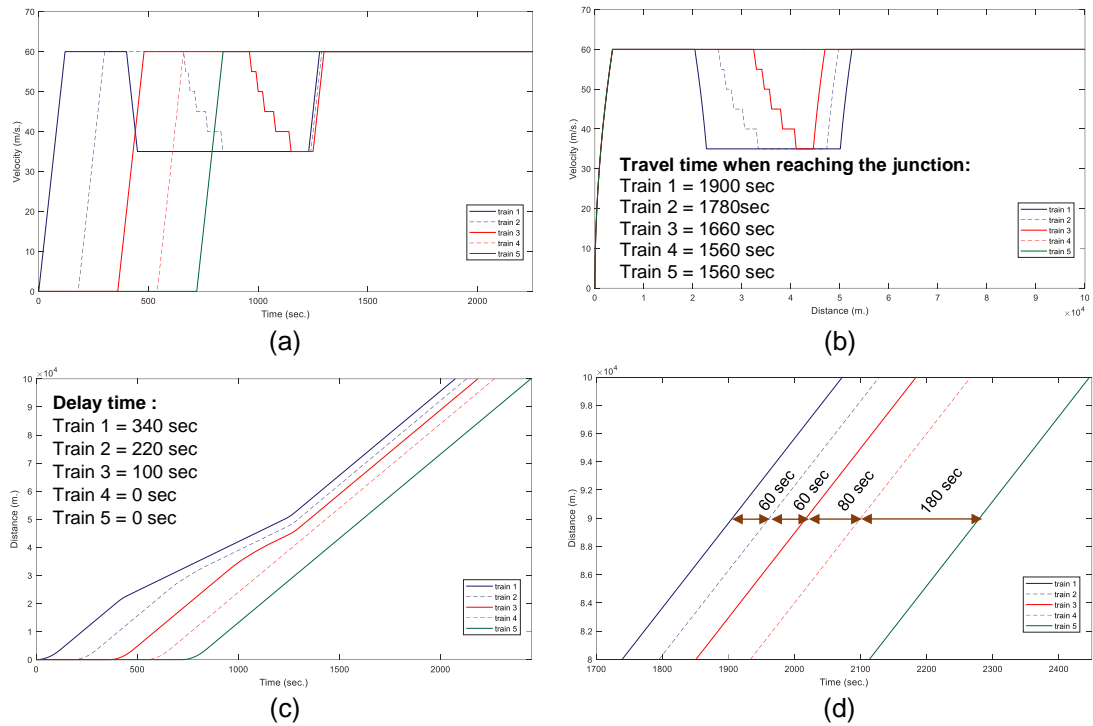 70
60
50
40
30
20
10
0
Velocity (m/s.)
0
500
1000
1500
2000
Time (sec.)
train 1
train 2
train 3
train 4
train 5
(a)
70
60
50
40
30
20
10
0
Velocity (m/s.)
Travel time when reaching the junction:
Train 1 = 1900 sec
Train 2 = 1780sec
Train 3 = 1660 sec
Train 4 = 1560 sec
Train 5 = 1560 sec
train 1
train 2
train 3
train 4
train 5
0
1
2
3
4
5
6
7
8
9
10
Distance (m.)
×10⁴
(b)
×10⁴
10
9
8
7
6
5
4
3
2
1
0
Distance (m.)
Delay time :
Train 1 = 340 sec
Train 2 = 220 sec
Train 3 = 100 sec
Train 4 = 0 sec
Train 5 = 0 sec
train 1
train 2
train 3
train 4
train 5
0
500
1000
1500
2000
Time (sec.)
(c)
×10⁴
10
9.8
9.6
9.4
9.2
9
8.8
8.6
8.4
8.2
8
Distance (m.)
60 sec
60 sec
80 sec
180 sec
train 1
train 2
train 3
train 4
train 5
1700
1800
1900
2000
2100
2200
2300
2400
Time (sec.)
(d)